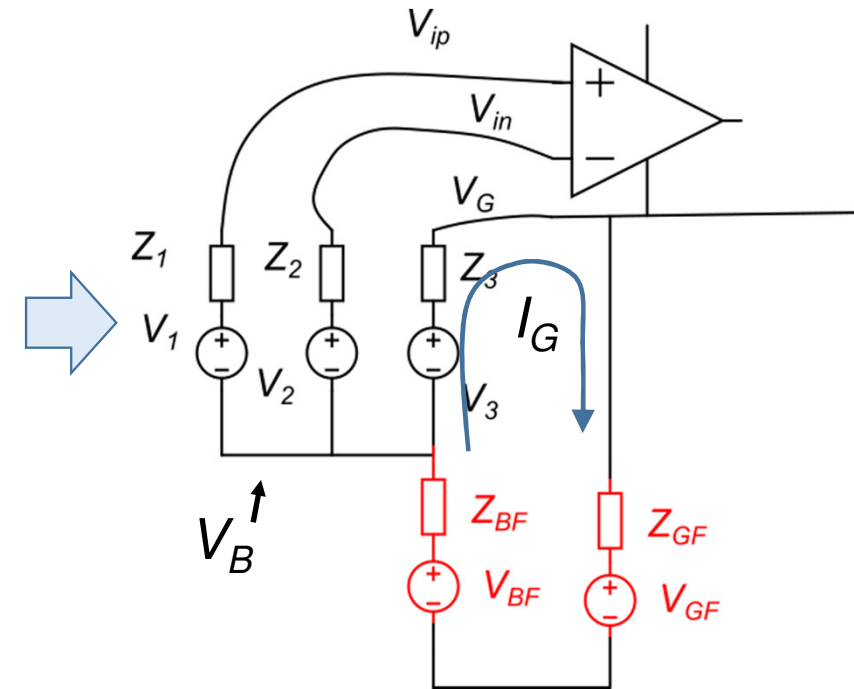 Vip
Vin
VG
Z1
Z2
Z3
V1
IG
V2
V3
VB
ZBF
ZGF
VBF
VGF
+
−
+
−
+
−
+
−
+
−
+
−